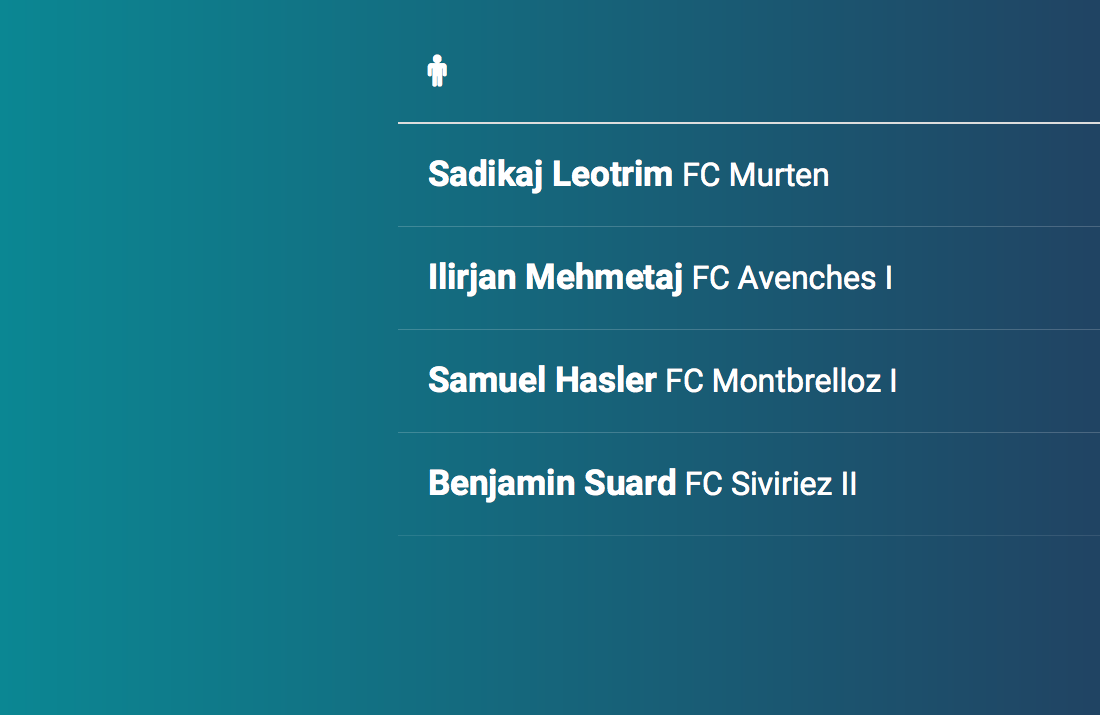 Sadikaj Leotrim FC Murten
Ilirjan Mehmetaj FC Avenches I
Samuel Hasler FC Montbrelloz I
Benjamin Suard FC Siviriez II